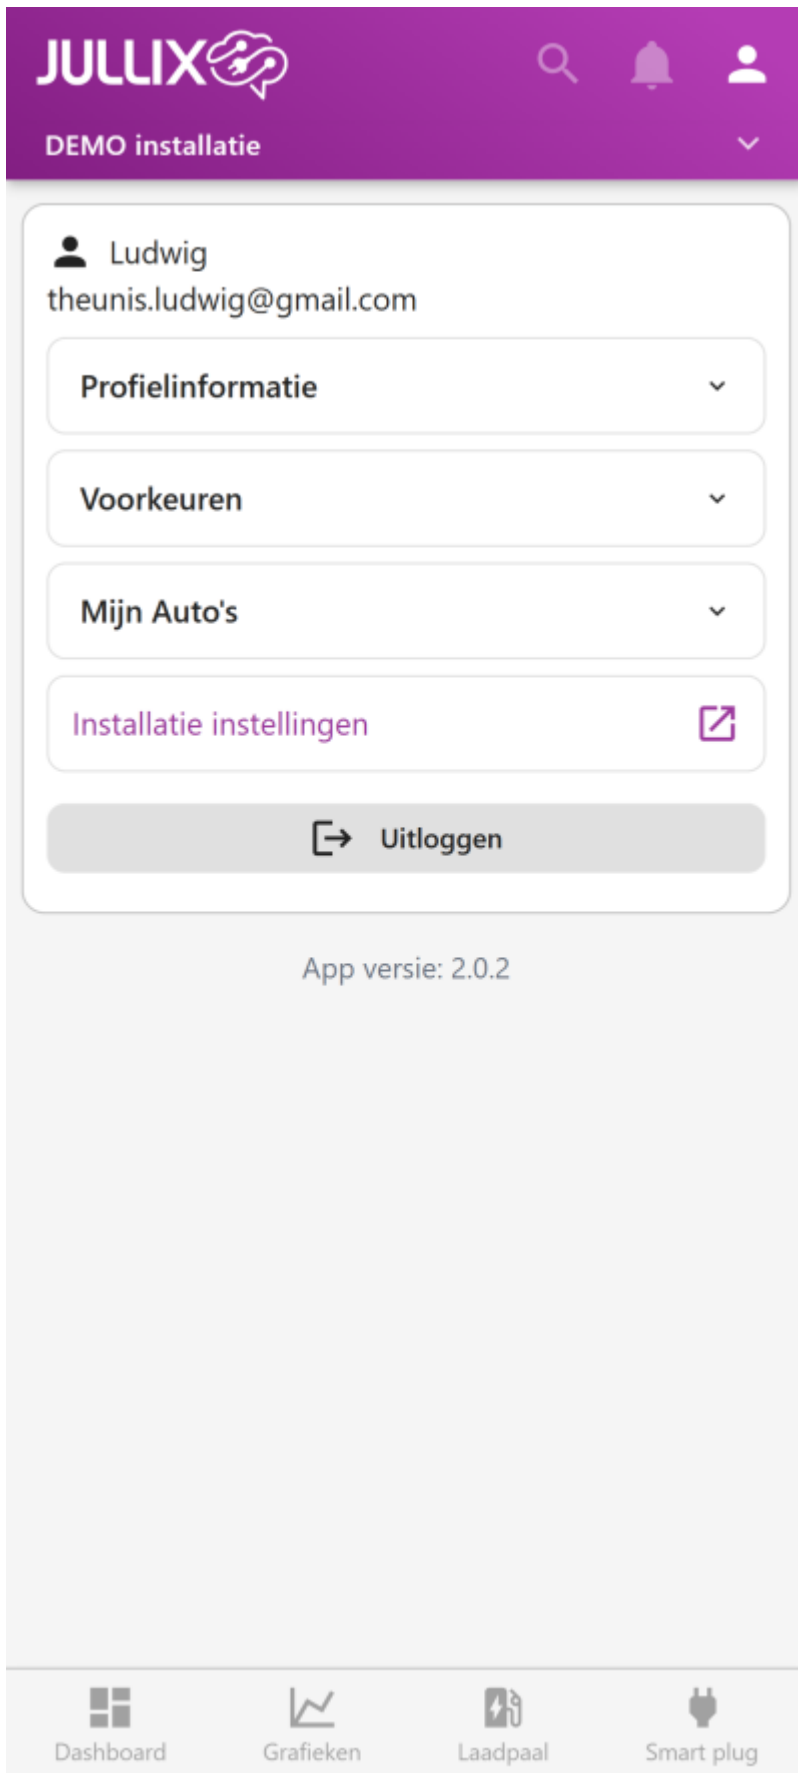 JULLIX
DEMO installatie
Ludwig
theunis.ludwig@gmail.com
Profielinformatie
Voorkeuren
Mijn Auto's
Installatie instellingen
Uitloggen
App versie: 2.0.2
Dashboard Grafieken Laadpaal Smart plug